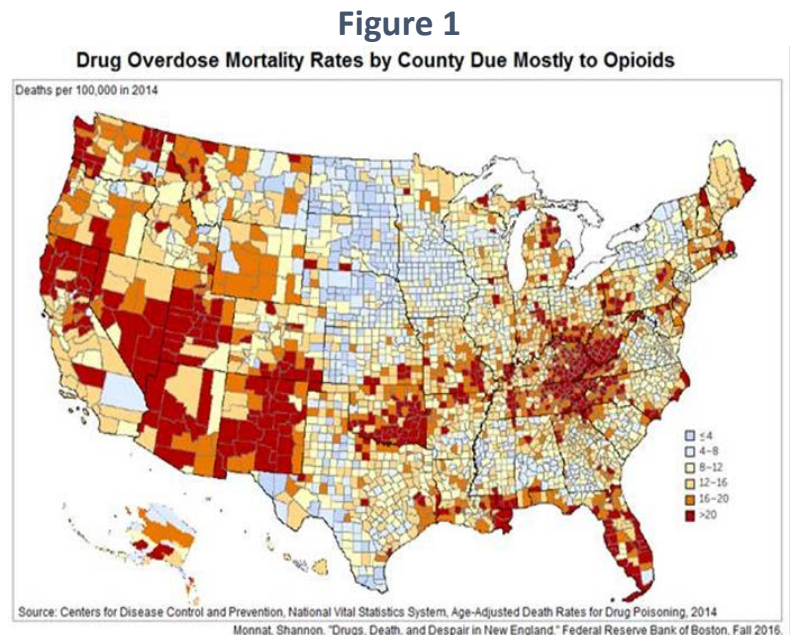 Figure 1
Drug Overdose Mortality Rates by County Due Mostly to Opioids
Deaths per 100,000 in 2014
≤4
4–8
8–12
12–16
16–20
>20
Source: Centers for Disease Control and Prevention, National Vital Statistics System, Age-Adjusted Death Rates for Drug Poisoning, 2014
Monnat, Shannon. "Drugs, Death, and Despair in New England." Federal Reserve Bank of Boston, Fall 2016.